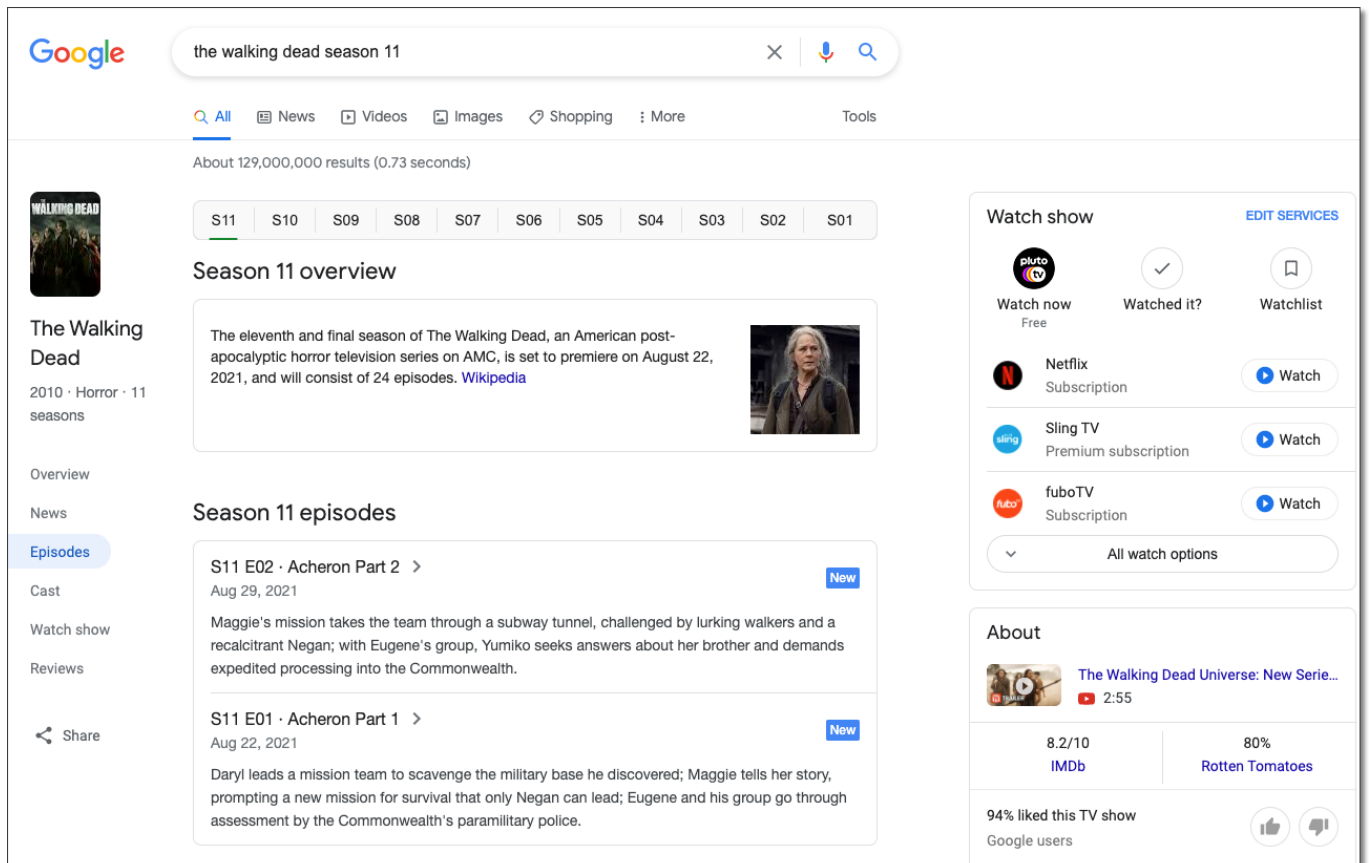 Google
the walking dead season 11
All
News
Videos
Images
Shopping
More
Tools
About 129,000,000 results (0.73 seconds)
THE
WALKING DEAD
The Walking
Dead
2010 · Horror · 11
seasons
Overview
News
Episodes
Cast
Watch show
Reviews
Share
S11 S10 S09 S08 S07 S06 S05 S04 S03 S02 S01
Season 11 overview
The eleventh and final season of The Walking Dead, an American post-
apocalyptic horror television series on AMC, is set to premiere on August 22,
2021, and will consist of 24 episodes. Wikipedia
Season 11 episodes
S11 E02 · Acheron Part 2
New
Aug 29, 2021
Maggie's mission takes the team through a subway tunnel, challenged by lurking walkers and a
recalcitrant Negan; with Eugene's group, Yumiko seeks answers about her brother and demands
expedited processing into the Commonwealth.
S11 E01 · Acheron Part 1
New
Aug 22, 2021
Daryl leads a mission team to scavenge the military base he discovered; Maggie tells her story,
prompting a new mission for survival that only Negan can lead; Eugene and his group go through
assessment by the Commonwealth's paramilitary police.
Watch show
EDIT SERVICES
pluto
tv
Watch now
Free
Watched it?
Watchlist
N
Netflix
Subscription
Watch
sling
Sling TV
Premium subscription
Watch
fubo
fuboTV
Subscription
Watch
All watch options
About
TRAILER
The Walking Dead Universe: New Serie...
2:55
8.2/10
IMDb
80%
Rotten Tomatoes
94% liked this TV show
Google users